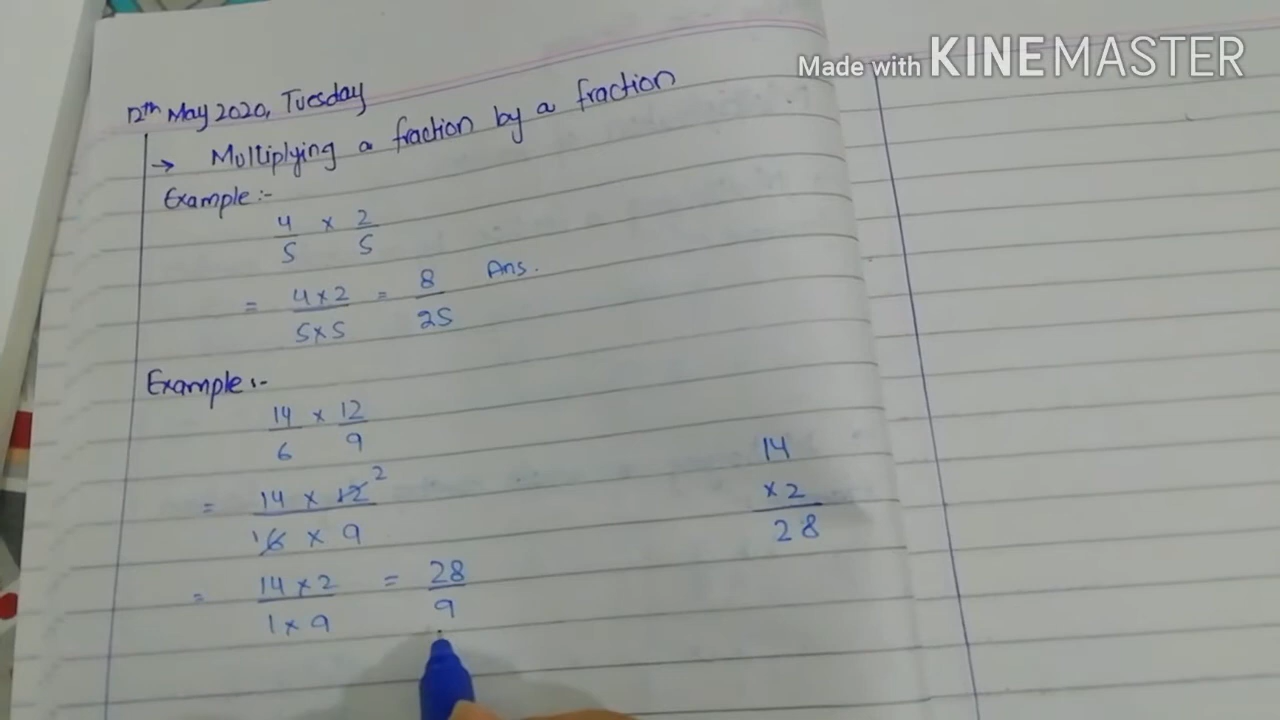 Made with KINEMASTER
12th May 2020, Tuesday
→ Multiplying a fraction by a fraction
Example:-
4/5 × 2/5
= 4×2/5×5 = 8/25 Ans.
Example:-
14/6 × 12/9
= 14 × 12 2/1 6 × 9
= 14×2/1×9 = 28/9
14
×2
28